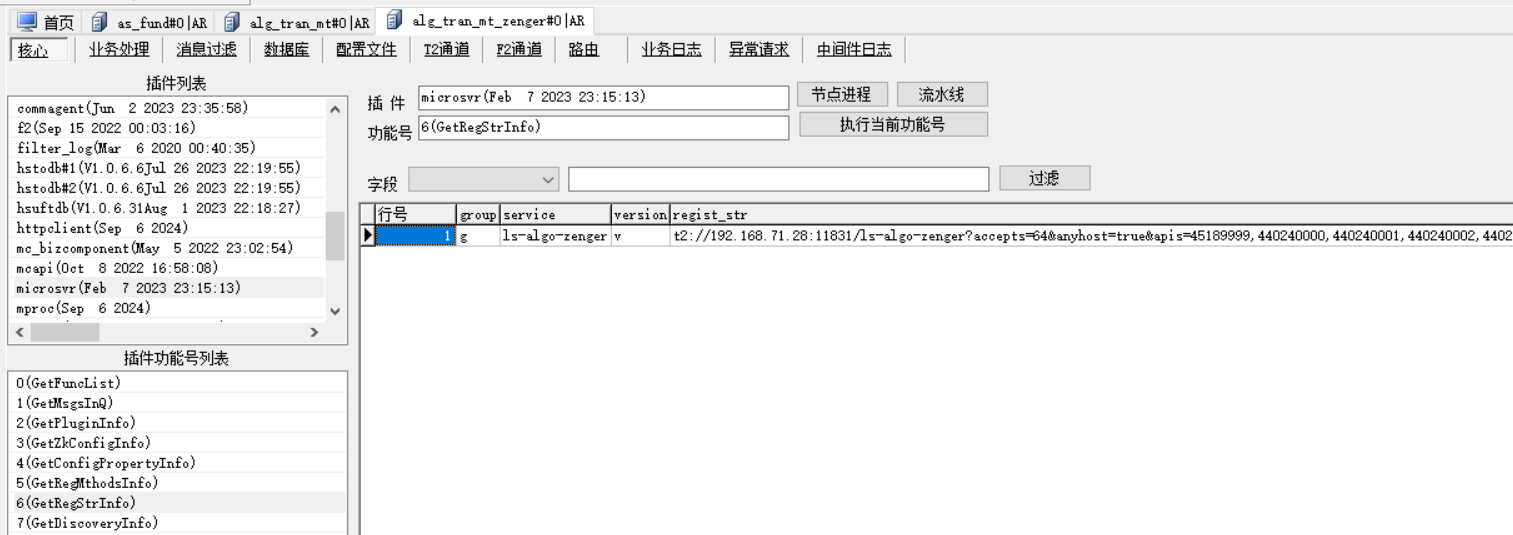 首页 as_fund#0|AR alg_tran_mt#0|AR alg_tran_mt_zenger#0|AR
核心 业务处理 消息过滤 数据库 配置文件 T2通道 F2通道 路由 业务日志 异常请求 中间件日志
插件列表
commagent(Jun  2 2023 23:35:58)
f2(Sep 15 2022 00:03:16)
filter_log(Mar  6 2020 00:40:35)
hstodb#1(V1.0.6.6Jul 26 2023 22:19:55)
hstodb#2(V1.0.6.6Jul 26 2023 22:19:55)
hsuftdb(V1.0.6.31Aug  1 2023 22:18:27)
httpclient(Sep  6 2024)
mc_bizcomponent(May  5 2022 23:02:54)
mcapi(Oct  8 2022 16:58:08)
microsvr(Feb  7 2023 23:15:13)
mproc(Sep  6 2024)
插件功能号列表
0(GetFuncList)
1(GetMsgsInQ)
2(GetPluginInfo)
3(GetZkConfigInfo)
4(GetConfigPropertyInfo)
5(GetRegMthodsInfo)
6(GetRegStrInfo)
7(GetDiscoveryInfo)
插 件 microsvr(Feb  7 2023 23:15:13) 节点进程 流水线
功能号 6(GetRegStrInfo) 执行当前功能号
字段 过滤
行号 group service version regist_str
1 g ls-algo-zenger v t2://192.168.71.28:11831/ls-algo-zenger?accepts=64&anyhost=true&apis=45189999,440240000,440240001,440240002,4402